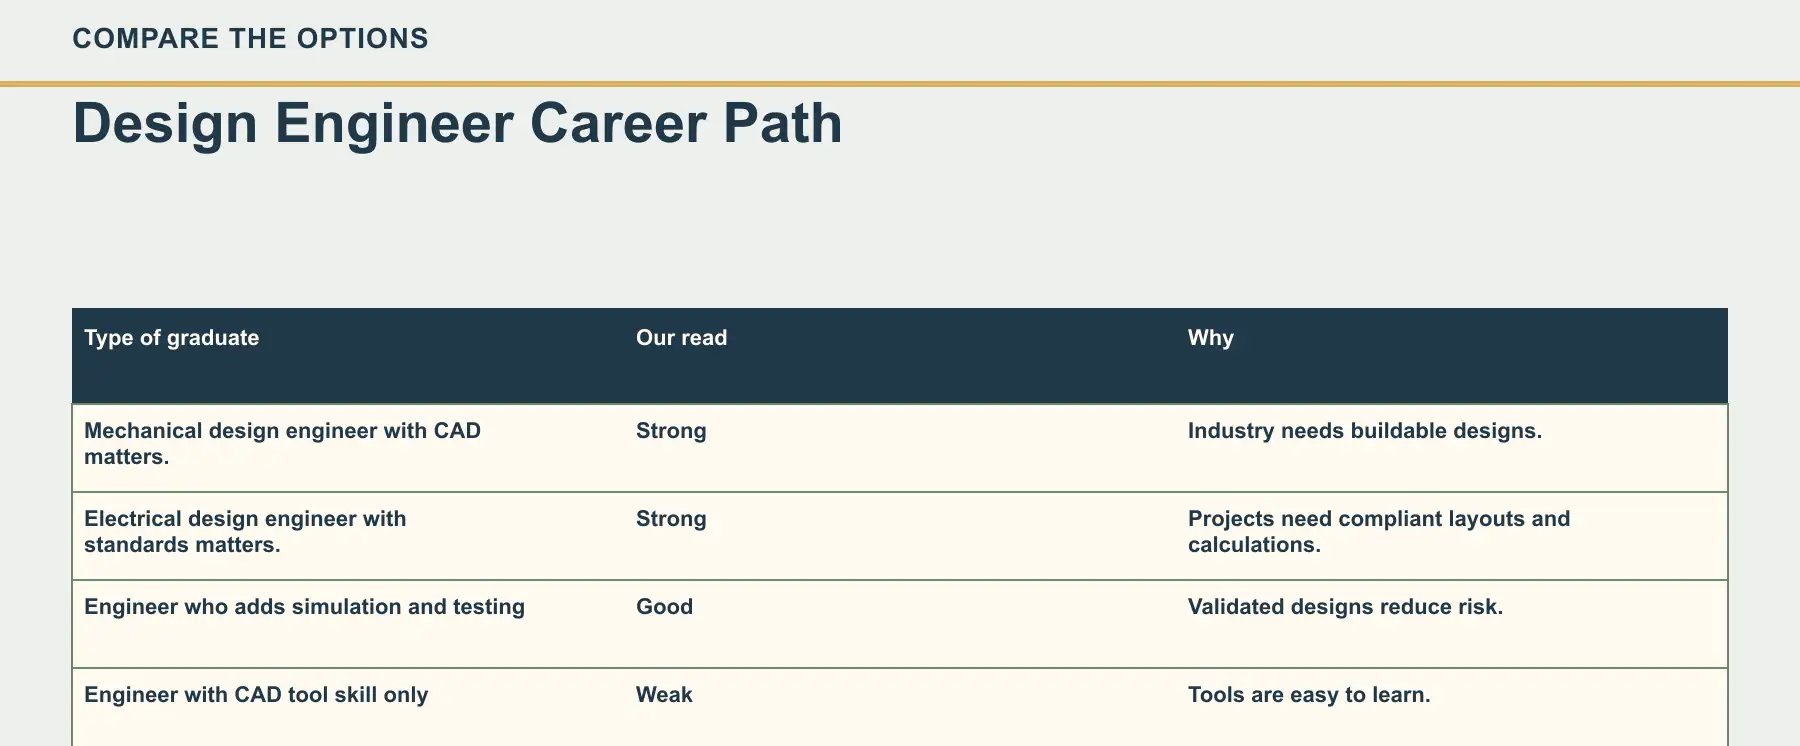 COMPARE THE OPTIONS
Design Engineer Career Path
Type of graduate Our read Why
Mechanical design engineer with CAD Strong Industry needs buildable designs.
matters.
Electrical design engineer with Strong Projects need compliant layouts and
standards matters. calculations.
Engineer who adds simulation and testing Good Validated designs reduce risk.
Engineer with CAD tool skill only Weak Tools are easy to learn.